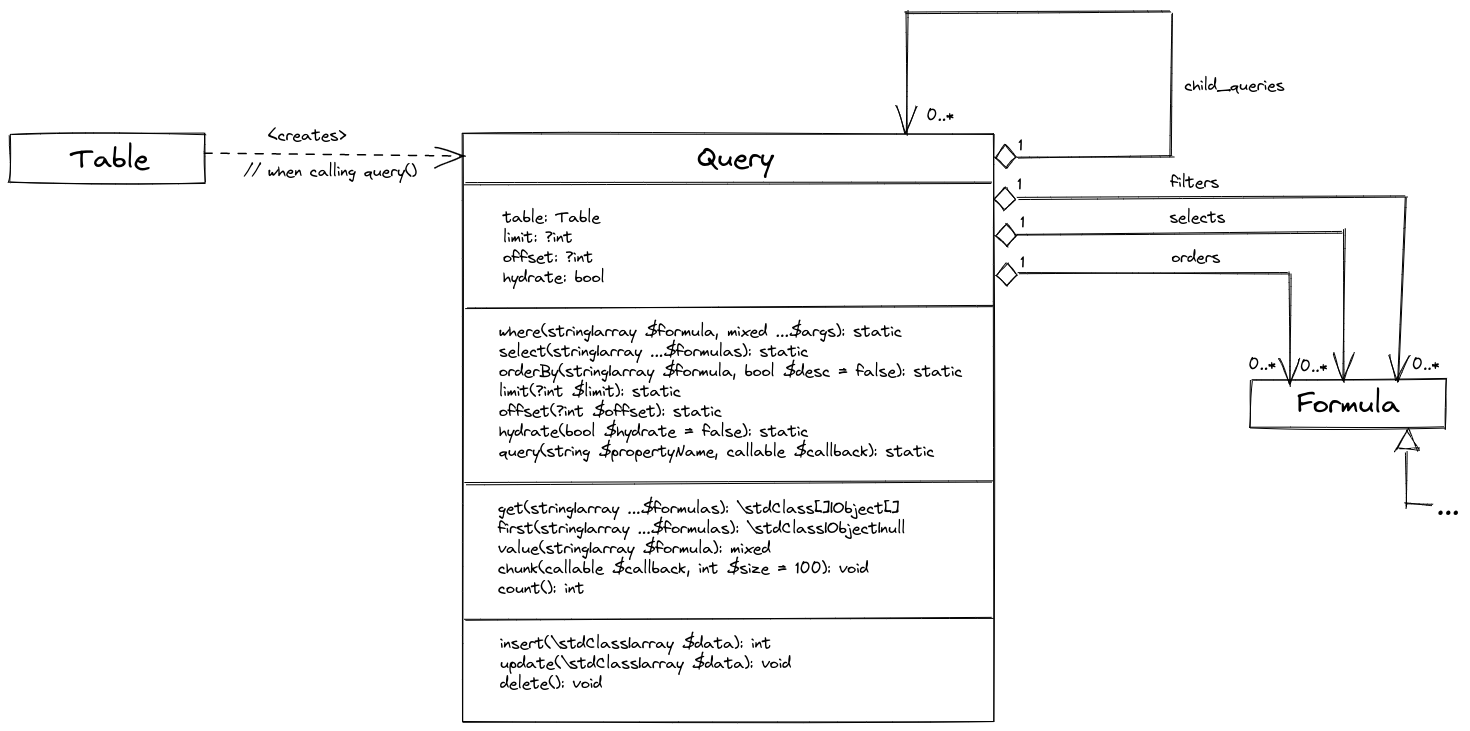 child_queries
0..*
<creates>
Table
// when calling query()
Query
1
1
filters
1
selects
1
orders
table: Table
limit: ?int
offset: ?int
hydrate: bool
where(string|array $formula, mixed ...$args): static
select(string|array ...$formulas): static
orderBy(string|array $formula, bool $desc = false): static
limit(?int $limit): static
offset(?int $offset): static
hydrate(bool $hydrate = false): static
query(string $propertyName, callable $callback): static
0..*
0..*
0..*
Formula
...
get(string|array ...$formulas): \stdClass[]|Object[]
first(string|array ...$formulas): \stdClass|Object|null
value(string|array $formula): mixed
chunk(callable $callback, int $size = 100): void
count(): int
insert(\stdClass|array $data): int
update(\stdClass|array $data): void
delete(): void